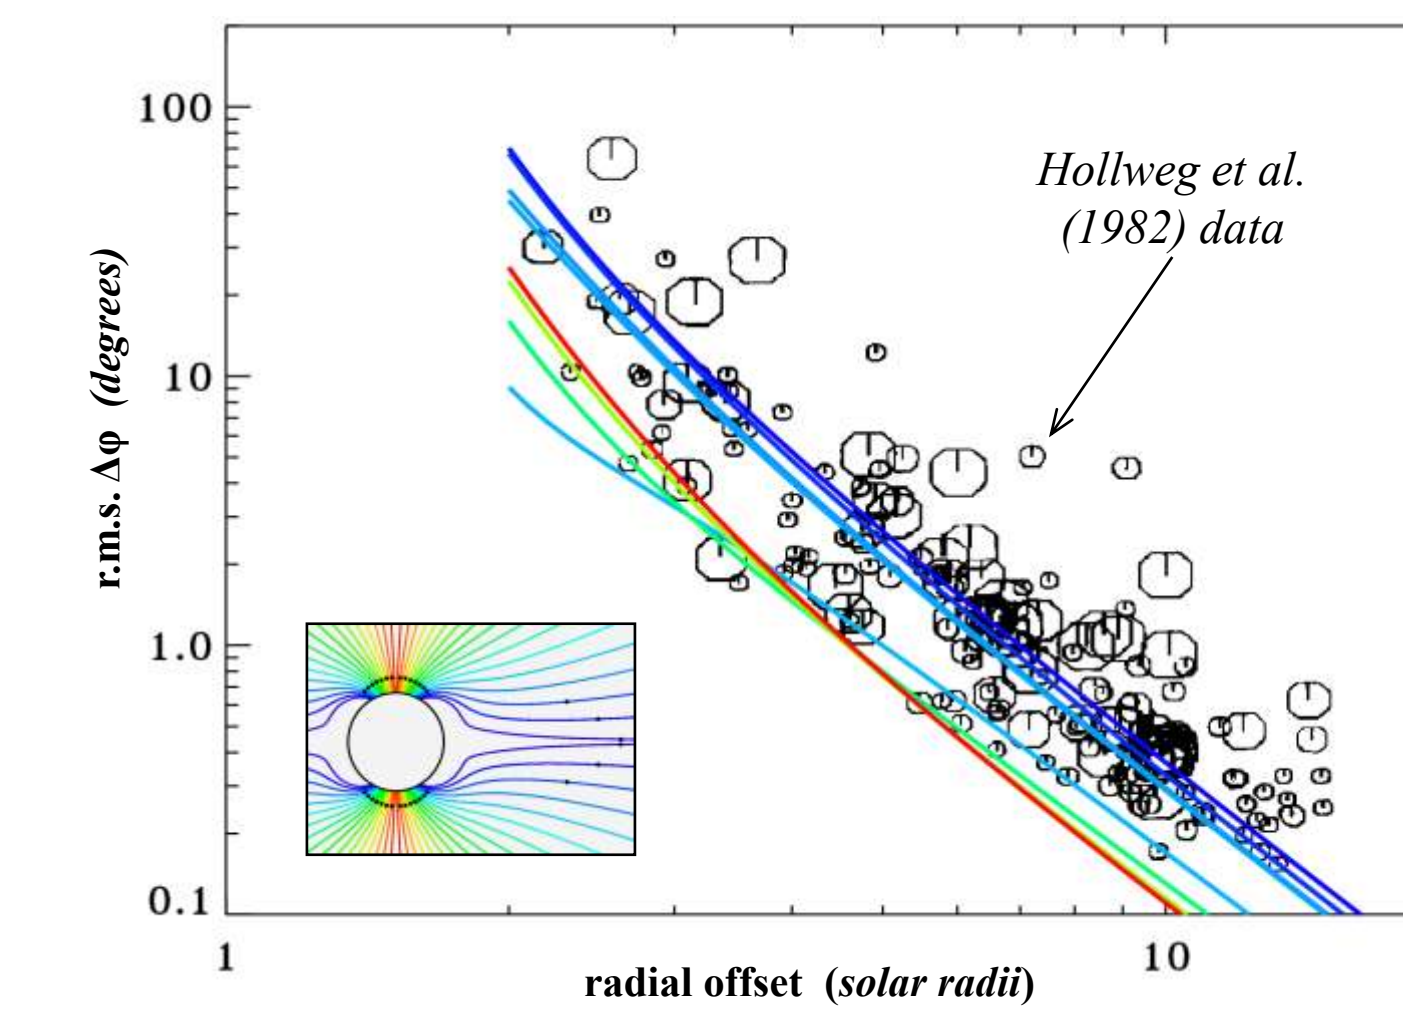 100
10
1.0
0.1
r.m.s. Δφ (degrees)
Hollweg et al.
(1982) data
1
10
radial offset (solar radii)